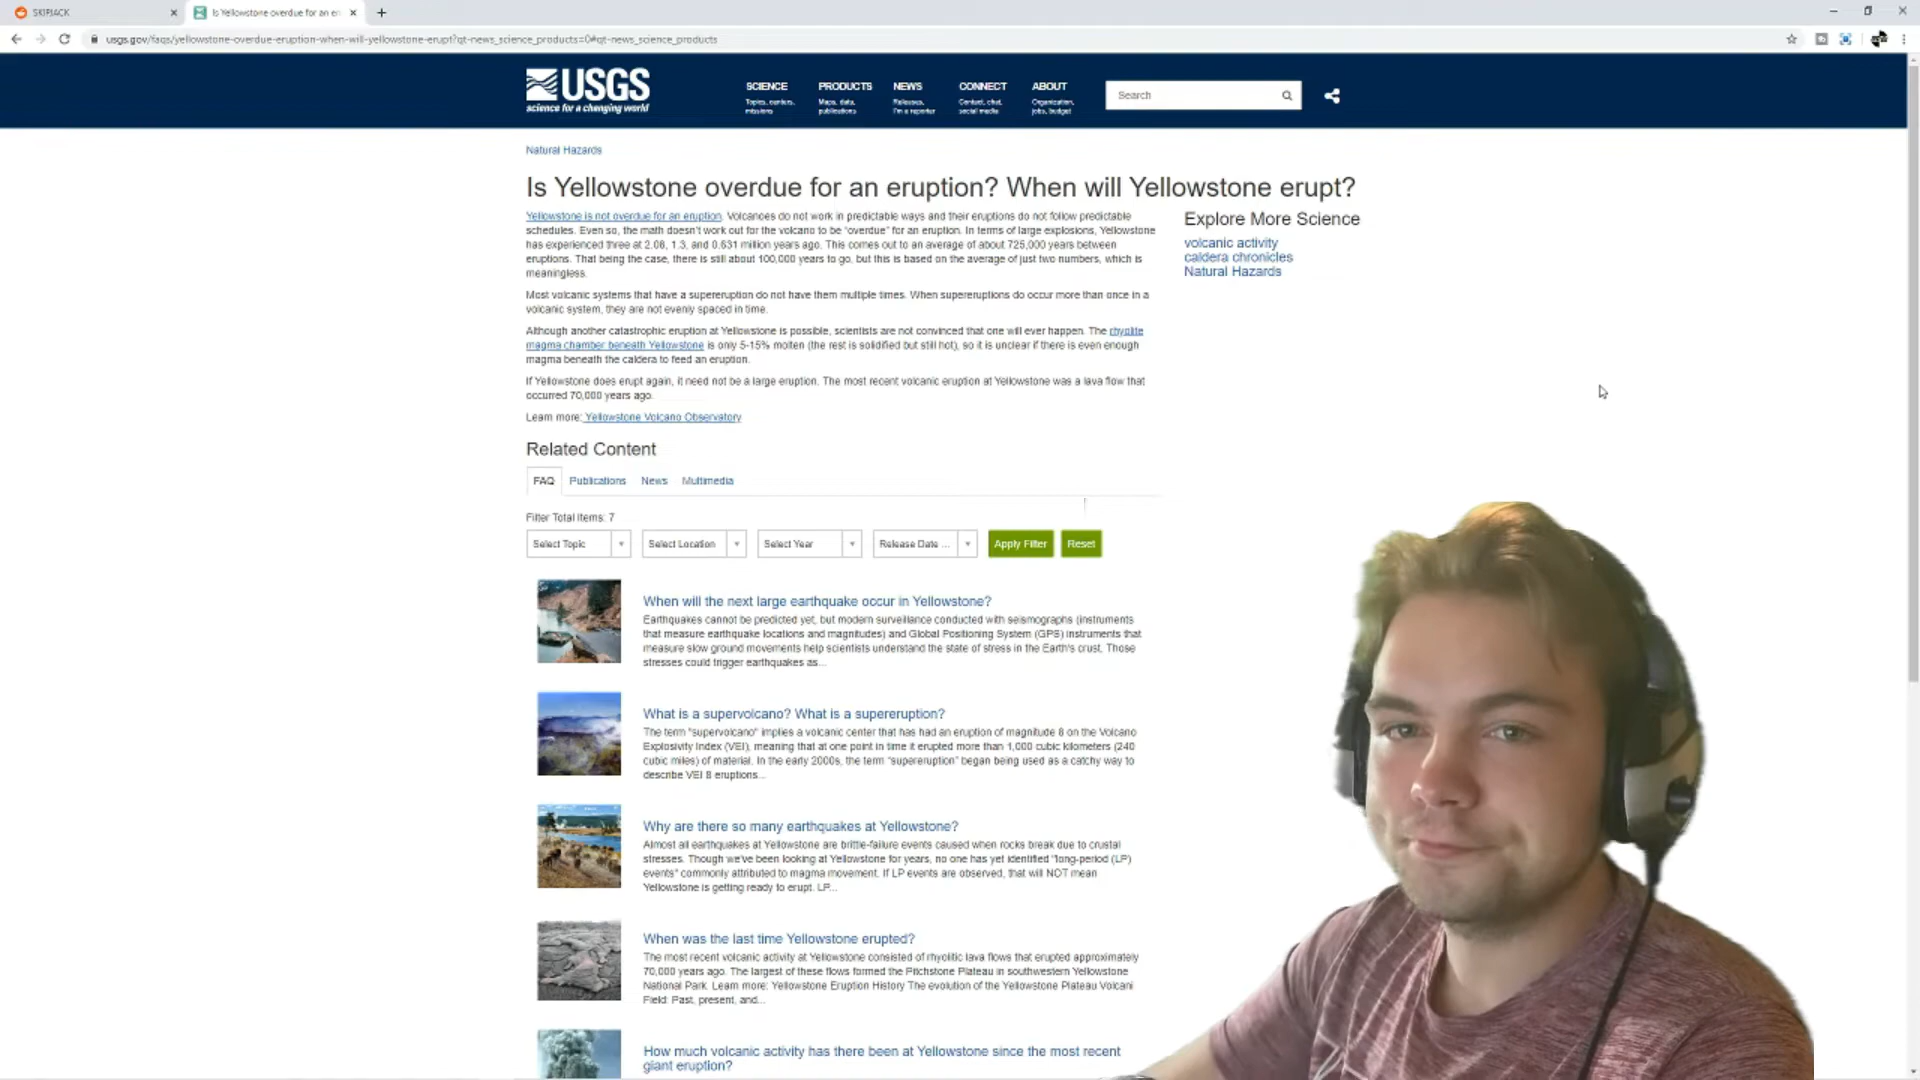 SKIPJACK
Is Yellowstone overdue for an er
usgs.gov/faqs/yellowstone-overdue-eruption-when-will-yellowstone-erupt?qt-news_science_products=0#qt-news_science_products
USGS
science for a changing world
SCIENCE
Topics, centers,
missions
PRODUCTS
Maps, data,
publications
NEWS
Releases,
I'm a reporter
CONNECT
Contact, chat,
social media
ABOUT
Organization,
jobs, budget
Search
Natural Hazards
Is Yellowstone overdue for an eruption? When will Yellowstone erupt?
Yellowstone is not overdue for an eruption. Volcanoes do not work in predictable ways and their eruptions do not follow predictable
schedules. Even so, the math doesn't work out for the volcano to be "overdue" for an eruption. In terms of large explosions, Yellowstone
has experienced three at 2.08, 1.3, and 0.631 million years ago. This comes out to an average of about 725,000 years between
eruptions. That being the case, there is still about 100,000 years to go, but this is based on the average of just two numbers, which is
meaningless.
Most volcanic systems that have a supereruption do not have them multiple times. When supereruptions do occur more than once in a
volcanic system, they are not evenly spaced in time.
Although another catastrophic eruption at Yellowstone is possible, scientists are not convinced that one will ever happen. The rhyolite
magma chamber beneath Yellowstone is only 5-15% molten (the rest is solidified but still hot), so it is unclear if there is even enough
magma beneath the caldera to feed an eruption.
If Yellowstone does erupt again, it need not be a large eruption. The most recent volcanic eruption at Yellowstone was a lava flow that
occurred 70,000 years ago.
Learn more: Yellowstone Volcano Observatory
Explore More Science
volcanic activity
caldera chronicles
Natural Hazards
Related Content
FAQ Publications News Multimedia
Filter Total Items: 7
Select Topic Select Location Select Year Release Date ... Apply Filter Reset
When will the next large earthquake occur in Yellowstone?
Earthquakes cannot be predicted yet, but modern surveillance conducted with seismographs (instruments
that measure earthquake locations and magnitudes) and Global Positioning System (GPS) instruments that
measure slow ground movements help scientists understand the state of stress in the Earth's crust. Those
stresses could trigger earthquakes as...
What is a supervolcano? What is a supereruption?
The term "supervolcano" implies a volcanic center that has had an eruption of magnitude 8 on the Volcano
Explosivity Index (VEI), meaning that at one point in time it erupted more than 1,000 cubic kilometers (240
cubic miles) of material. In the early 2000s, the term "supereruption" began being used as a catchy way to
describe VEI 8 eruptions...
Why are there so many earthquakes at Yellowstone?
Almost all earthquakes at Yellowstone are brittle-failure events caused when rocks break due to crustal
stresses. Though we've been looking at Yellowstone for years, no one has yet identified "long-period (LP)
events" commonly attributed to magma movement. If LP events are observed, that will NOT mean
Yellowstone is getting ready to erupt. LP...
When was the last time Yellowstone erupted?
The most recent volcanic activity at Yellowstone consisted of rhyolitic lava flows that erupted approximately
70,000 years ago. The largest of these flows formed the Pitchstone Plateau in southwestern Yellowstone
National Park. Learn more: Yellowstone Eruption History The evolution of the Yellowstone Plateau Volcani
Field: Past, present, and...
How much volcanic activity has there been at Yellowstone since the most recent
giant eruption?